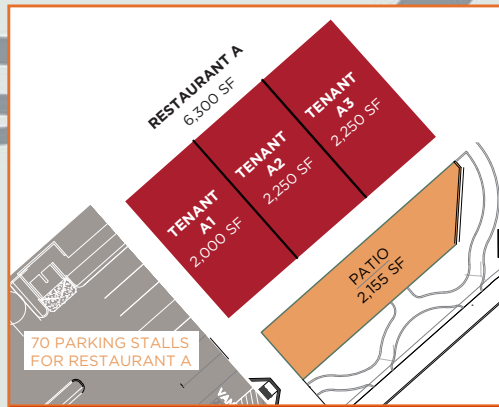 RESTAURANT A
6,300 SF
TENANT
A1
2,000 SF
TENANT
A2
2,250 SF
TENANT
A3
2,250 SF
PATIO
2,155 SF
70 PARKING STALLS
FOR RESTAURANT A
VAN